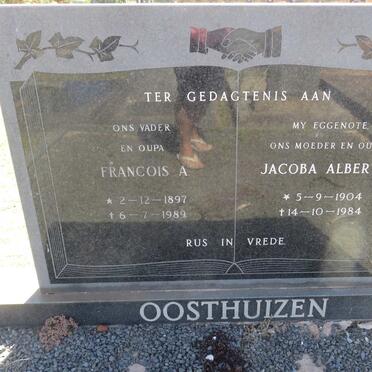 TER GEDAGTENIS AAN
ONS VADER
EN OUPA
FRANCOIS A
* 2-12-1897
† 6-7-1989
MY EGGENOTE
ONS MOEDER EN OU
JACOBA ALBER
* 5-9-1904
† 14-10-1984
RUS IN VREDE
OOSTHUIZEN